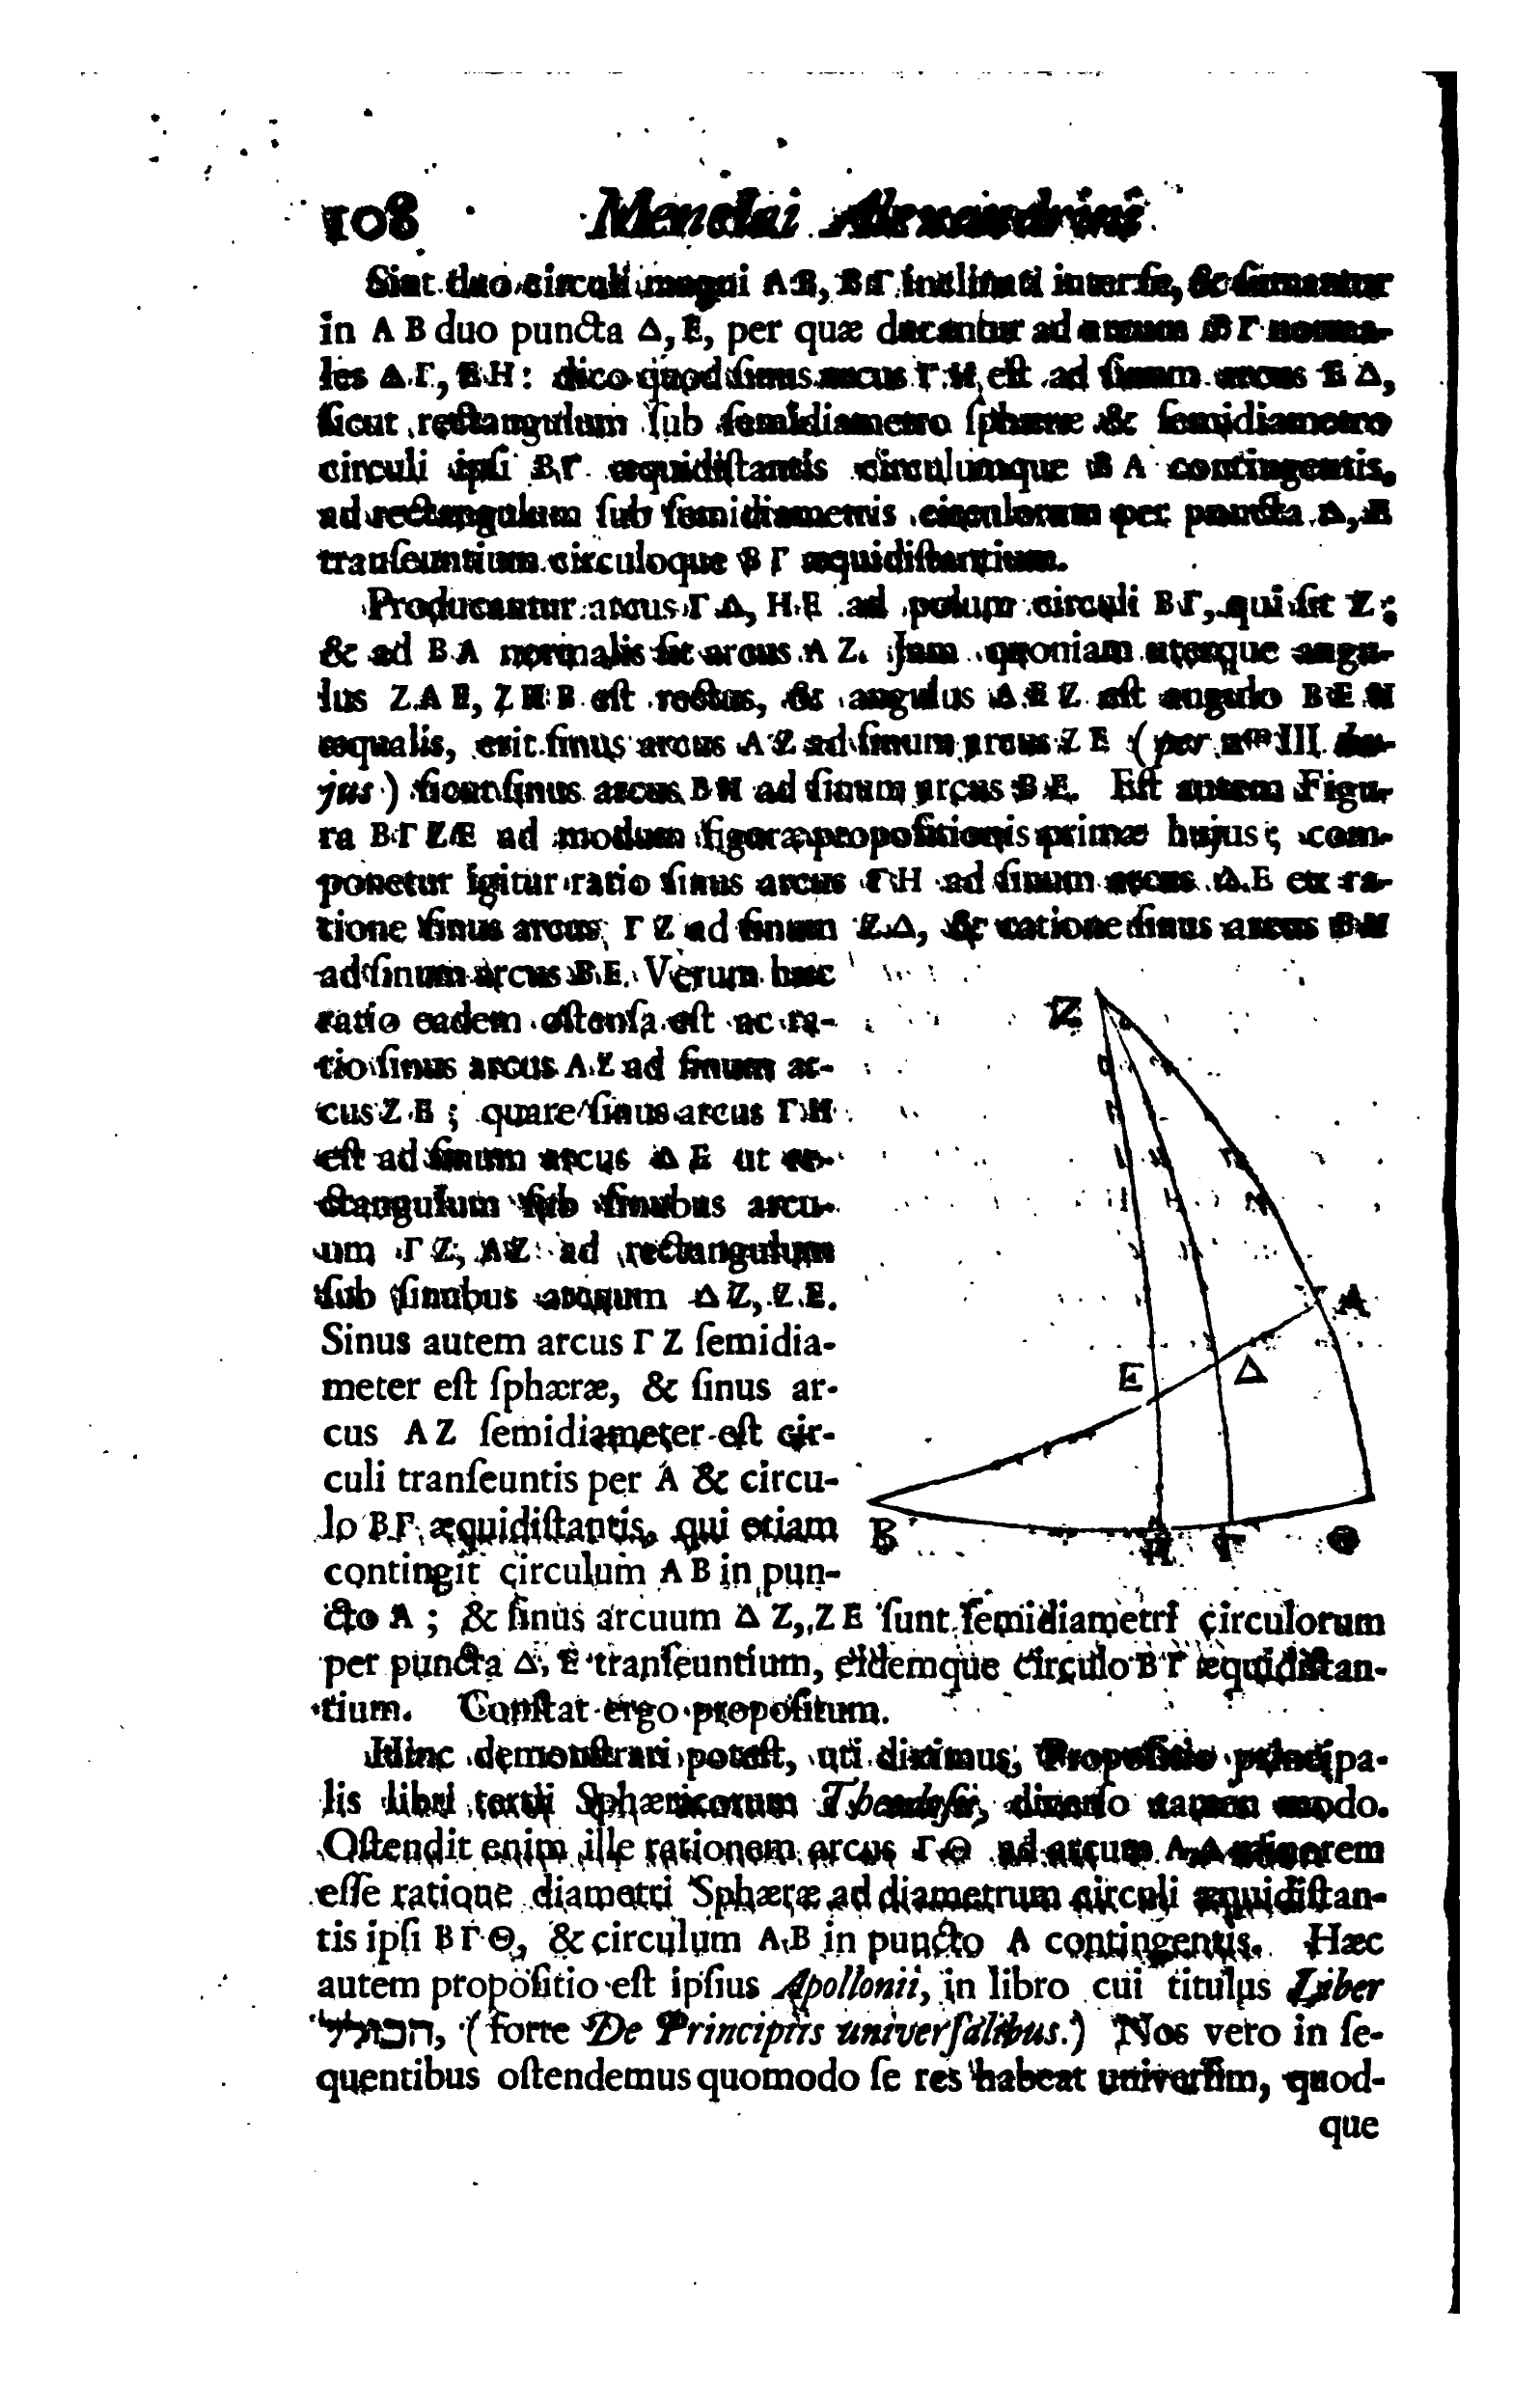 108 Menelai Alexandrini
Sint duo circuli magni ΑΒ, ΒΓ inclinati inter ſe, & ſumantur
in Α Β duo puncta Δ, Ε, per quæ ducantur ad arcum ΒΓ norma-
les Δ Γ, Ε Η: dico quod ſinus arcus Γ Η eſt ad ſinum arcus Ε Δ,
ſicut rectangulum ſub ſemidiametro ſphæræ & ſemidiametro
circuli ipſi ΒΓ æquidiſtantis circulumque Β Α contingentis,
ad rectangulum ſub ſemidiametris circulorum per puncta Δ, Ε
tranſeuntium circuloque Β Γ æquidiſtantium.
Producantur arcus Γ Δ, Η Ε ad polum circuli Β Γ, qui ſit Ζ;
& ad Β Α normalis ſit arcus Α Ζ. Jam quoniam uterque angu-
lus Ζ Α Ε, Ζ Η Β eſt rectus, & angulus Α Ε Ζ eſt angulo Β Ε Η
æqualis, erit ſinus arcus Α Ζ ad ſinum arcus Ζ Ε (per III hu-
jus) ſicut ſinus arcus Β Η ad ſinum arcus Β Ε. Eſt autem Figu-
ra Β Γ Ζ Ε ad modum figuræ propoſitionis primæ hujus; com-
ponetur igitur ratio ſinus arcus Γ Η ad ſinum arcus Δ Ε ex ra-
tione ſinus arcus Γ Ζ ad ſinum Ζ Δ, & ratione ſinus arcus Β Η
ad ſinum arcus Β Ε. Verum hæc
ratio eadem oſtenſa eſt ac ra-
tio ſinus arcus Α Ζ ad ſinum ar-
cus Ζ Ε; quare ſinus arcus Γ Η
eſt ad ſinum arcus Δ Ε ut re-
ctangulum ſub ſinubus arcu-
um Γ Ζ, Α Ζ ad rectangulum
ſub ſinubus arcuum Δ Ζ, Ζ Ε.
Sinus autem arcus Γ Ζ ſemidia-
meter eſt ſphæræ, & ſinus ar-
cus Α Ζ ſemidiameter eſt cir-
culi tranſeuntis per Α & circu-
lo Β Γ æquidiſtantis, qui etiam
contingit circulum Α Β in pun-
cto Α; & ſinus arcuum Δ Ζ, Ζ Ε ſunt ſemidiametri circulorum
per puncta Δ, Ε tranſeuntium, eidemque circulo Β Γ æquidiſtan-
tium. Conſtat ergo propoſitum.
Ζ
Α
Ε
Δ
Β
Η
Γ
Θ
Hinc demonſtrari poteſt, uti diximus, Propoſitio principa-
lis libri tertii Sphæricorum Theodoſii, diverſo tamen modo.
Oſtendit enim ille rationem arcus Γ Θ ad arcum Α Δ minorem
eſſe ratione diametri Sphæræ ad diametrum circuli æquidiſtan-
tis ipſi Β Γ Θ, & circulum Α Β in puncto Α contingentis. Hæc
autem propoſitio eſt ipſius Apollonii, in libro cui titulus Liber
הכולל, (forte De Principiis univerſalibus.) Nos vero in ſe-
quentibus oſtendemus quomodo ſe res habeat univerſim, quod-
que